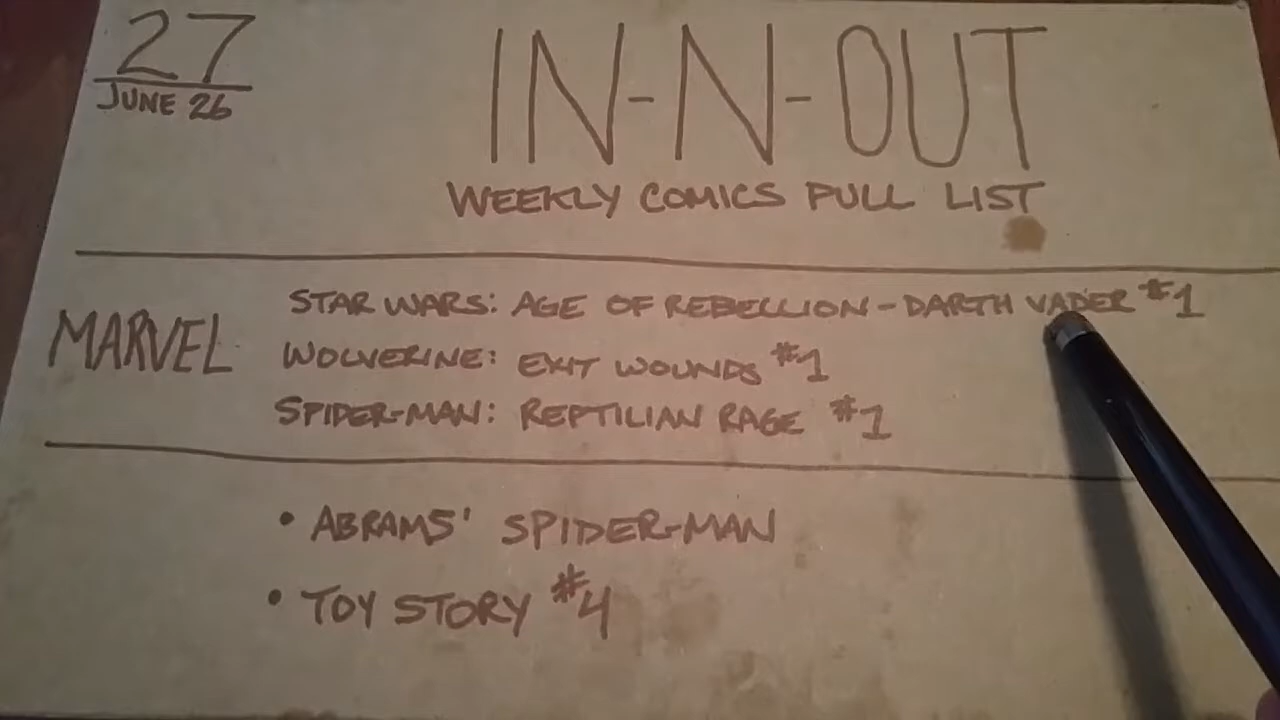 27
JUNE 26
IN-N-OUT
WEEKLY COMICS PULL LIST
MARVEL
STAR WARS: AGE OF REBELLION - DARTH VADER #1
WOLVERINE: EXIT WOUNDS #1
SPIDER-MAN: REPTILIAN RAGE #1
• ABRAMS' SPIDER-MAN
• TOY STORY #4